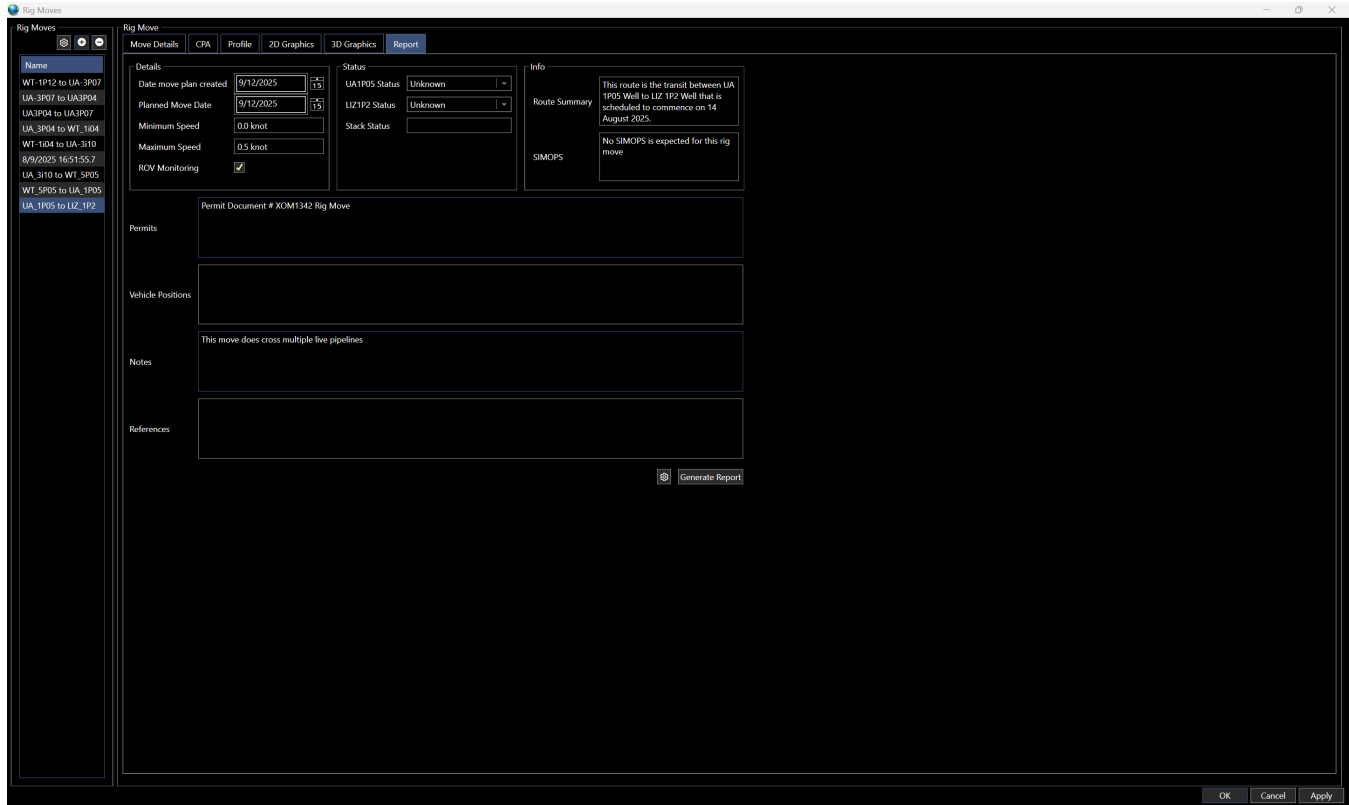 Rig Moves
Rig Moves
Name
WT-1P12 to UA-3P07
UA-3P07 to UA3P04
UA3P04 to UA3P07
UA_3P04 to WT_1i04
WT-1i04 to UA-3i10
8/9/2025 16:51:55.7
UA_3i10 to WT_5P05
WT_5P05 to UA_1P05
UA_1P05 to LIZ_1P2
Rig Move
Move Details CPA Profile 2D Graphics 3D Graphics Report
Details
Date move plan created 9/12/2025 15
Planned Move Date 9/12/2025 15
Minimum Speed 0.0 knot
Maximum Speed 0.5 knot
ROV Monitoring
Status
UA1P05 Status Unknown
LIZ1P2 Status Unknown
Stack Status
Info
Route Summary
This route is the transit between UA
1P05 Well to LIZ 1P2 Well that is
scheduled to commence on 14
August 2025.
SIMOPS
No SIMOPS is expected for this rig
move
Permits
Permit Document # XOM1342 Rig Move
Vehicle Positions
Notes
This move does cross multiple live pipelines
References
Generate Report
OK Cancel Apply